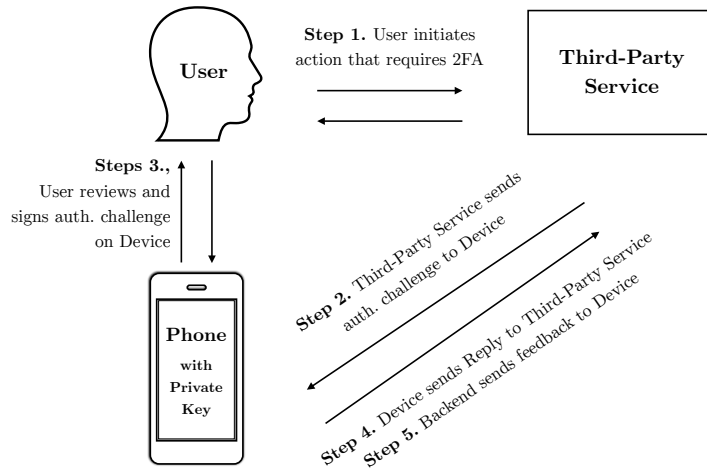 User
Step 1. User initiates
action that requires 2FA
Third-Party
Service
Steps 3.,
User reviews and
signs auth. challenge
on Device
Step 2. Third-Party Service sends
auth. challenge to Device
Phone
with
Private
Key
Step 4. Device sends Reply to Third-Party Service
Step 5. Backend sends feedback to Device